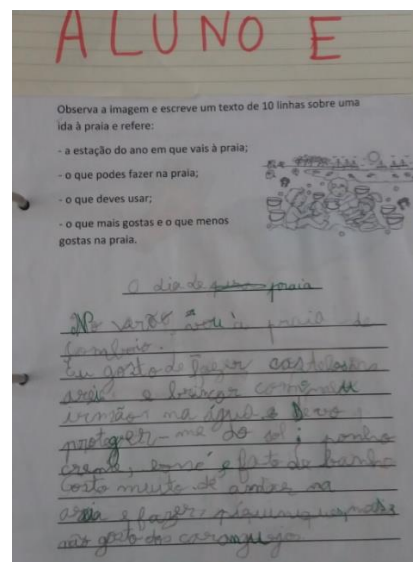 ALUNO E
Observa a imagem e escreve um texto de 10 linhas sobre uma
ida à praia e refere:
- a estação do ano em que vais à praia;
- o que podes fazer na praia;
- o que deves usar;
- o que mais gostas e o que menos
gostas na praia.
O dia de praia
No vou à praia de
comboio.
Eu gosto de fazer castelos
areia e brincar com
irmão na água. Devo
proteger-me do sol: ponho
creme, boné e fato de banho
Gosto muito de na
areia e fazer
não gosto dos caranguejos.